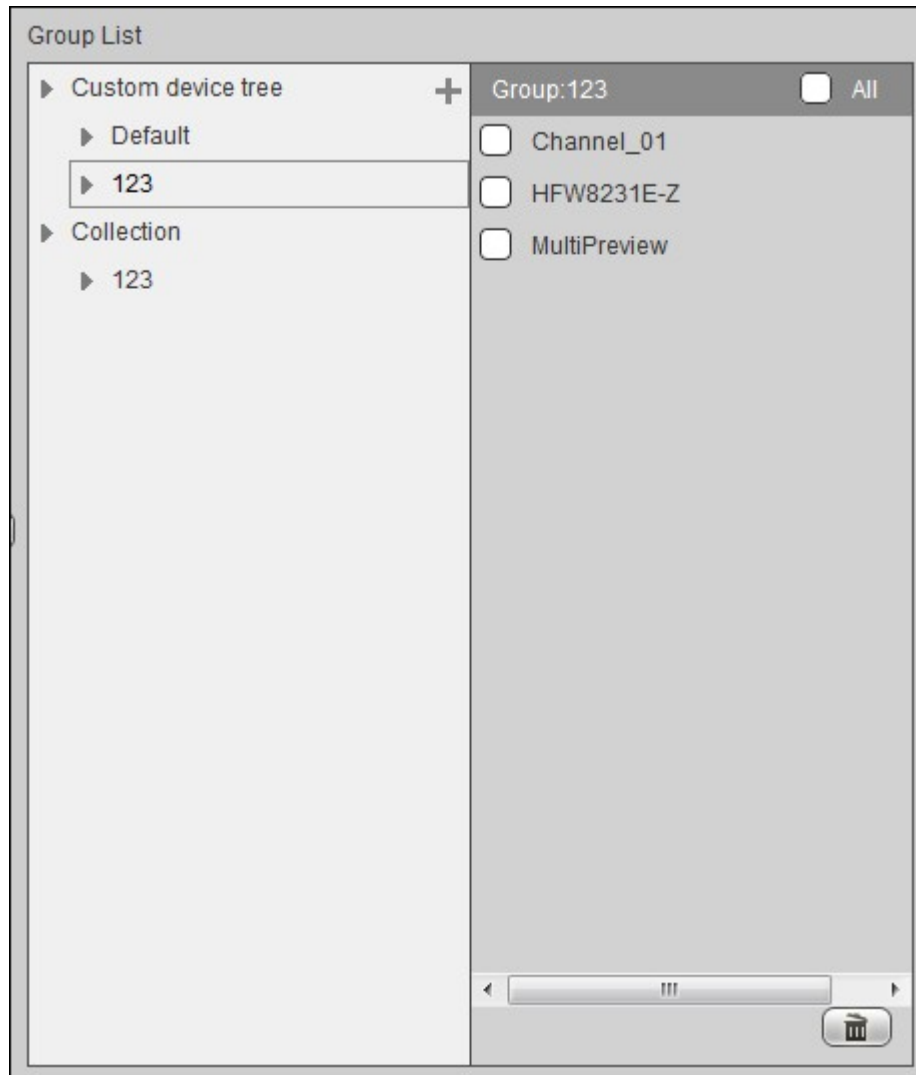 Group List
Custom device tree
Default
123
Collection
123
Group:123 All
Channel_01
HFW8231E-Z
MultiPreview